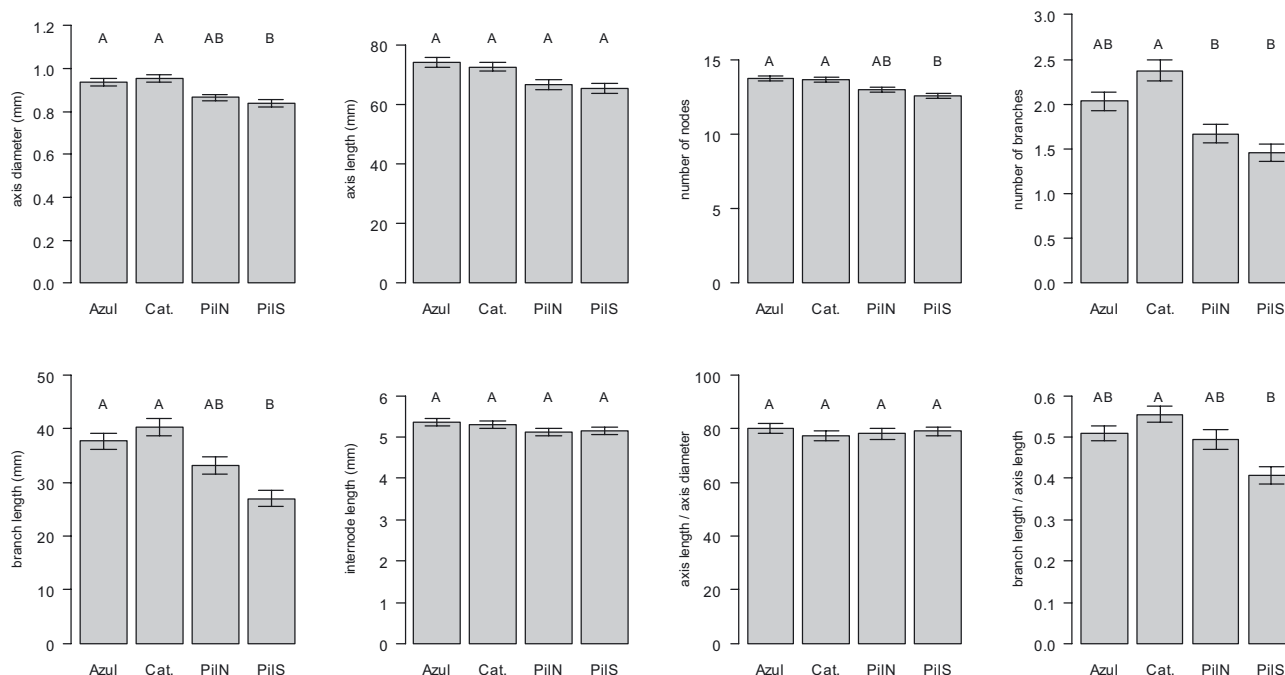 axis diameter (mm)
1.2
1.0
0.8
0.6
0.4
0.2
0.0
A A AB B
Azul Cat. PilN PilS
axis length (mm)
80
60
40
20
0
A A A A
Azul Cat. PilN PilS
number of nodes
15
10
5
0
A A AB B
Azul Cat. PilN PilS
number of branches
3.0
2.5
2.0
1.5
1.0
0.5
0.0
AB A B B
Azul Cat. PilN PilS
branch length (mm)
50
40
30
20
10
0
A A AB B
Azul Cat. PilN PilS
internode length (mm)
6
5
4
3
2
1
0
A A A A
Azul Cat. PilN PilS
axis length / axis diameter
100
80
60
40
20
0
A A A A
Azul Cat. PilN PilS
branch length / axis length
0.6
0.5
0.4
0.3
0.2
0.1
0.0
AB A AB B
Azul Cat. PilN PilS